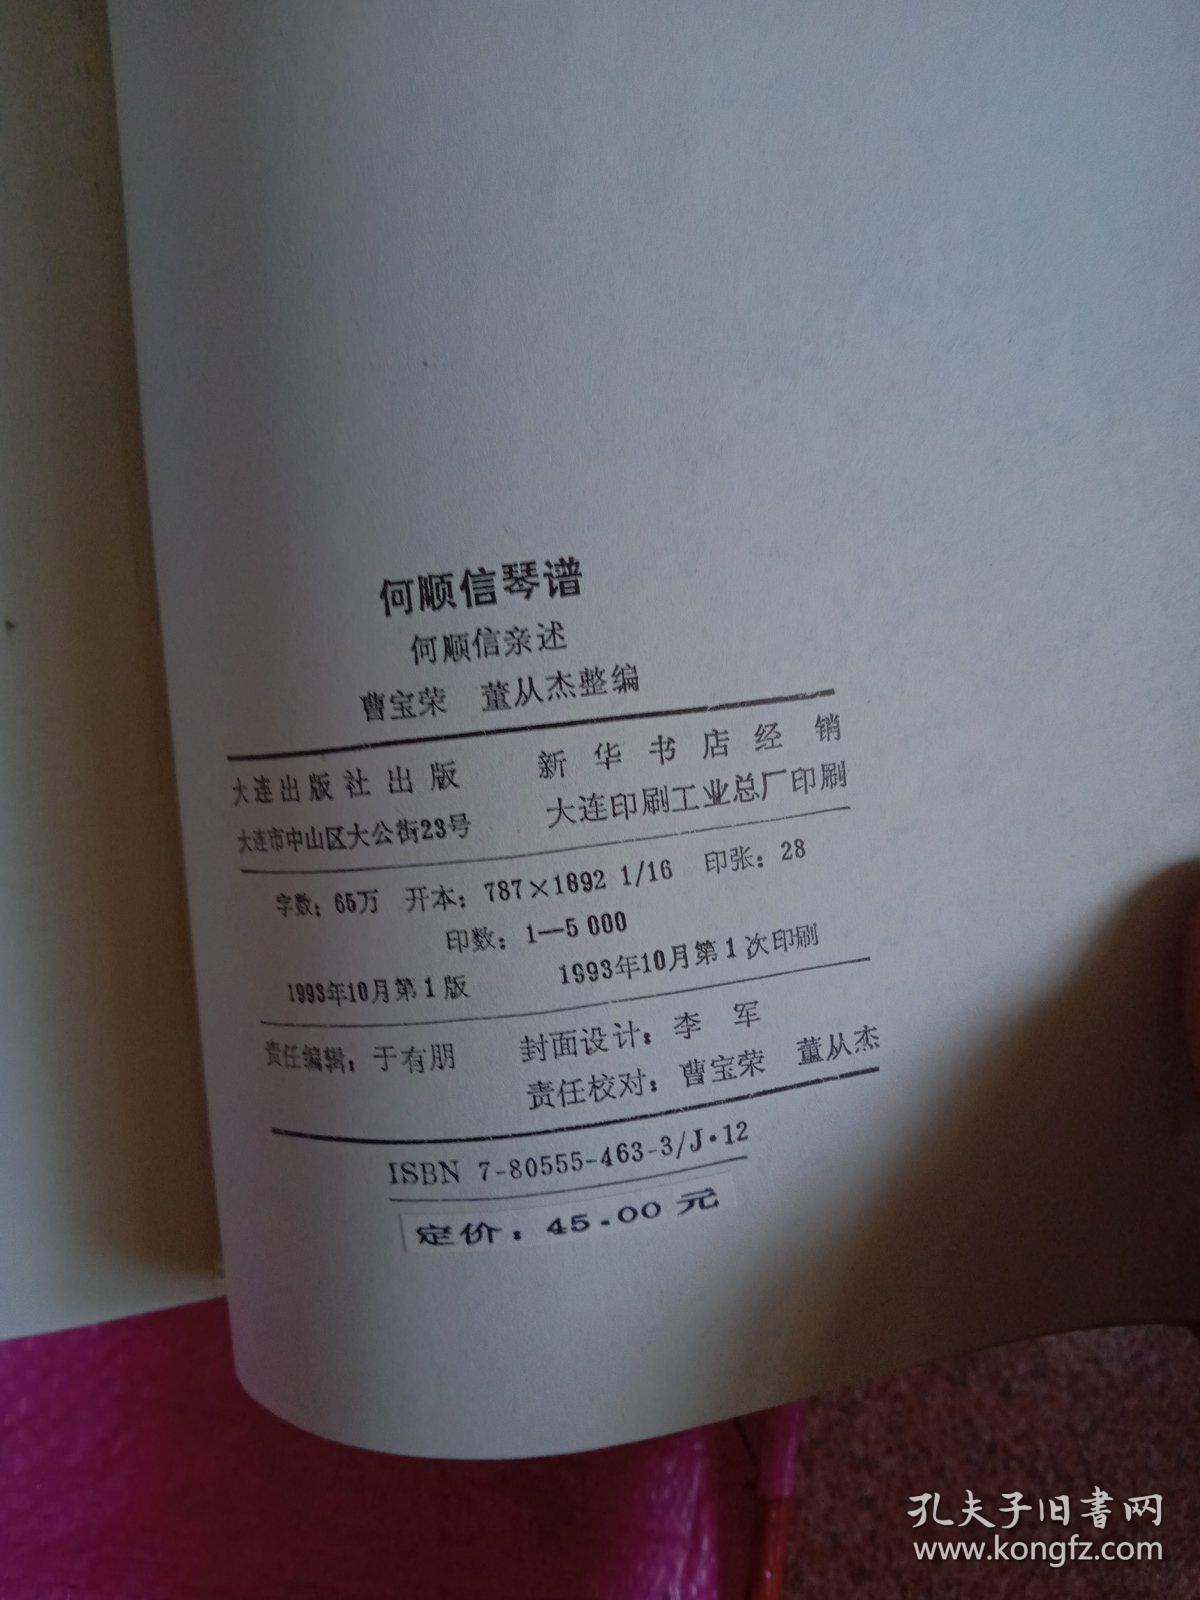 何顺信琴谱
何顺信亲述
曹宝荣 董从杰整编
大连出版社出版 新华书店经销
大连市中山区大公街23号 大连印刷工业总厂印刷
字数：65万 开本：787×1892 1/16 印张：28
印数：1—5 000
1993年10月第1版 1993年10月第1次印刷
责任编辑：于有朋 封面设计：李 军
责任校对：曹宝荣 董从杰
ISBN 7-80555-463-3/J·12
定价：45.00元
孔夫子旧书网
www.kongfz.com